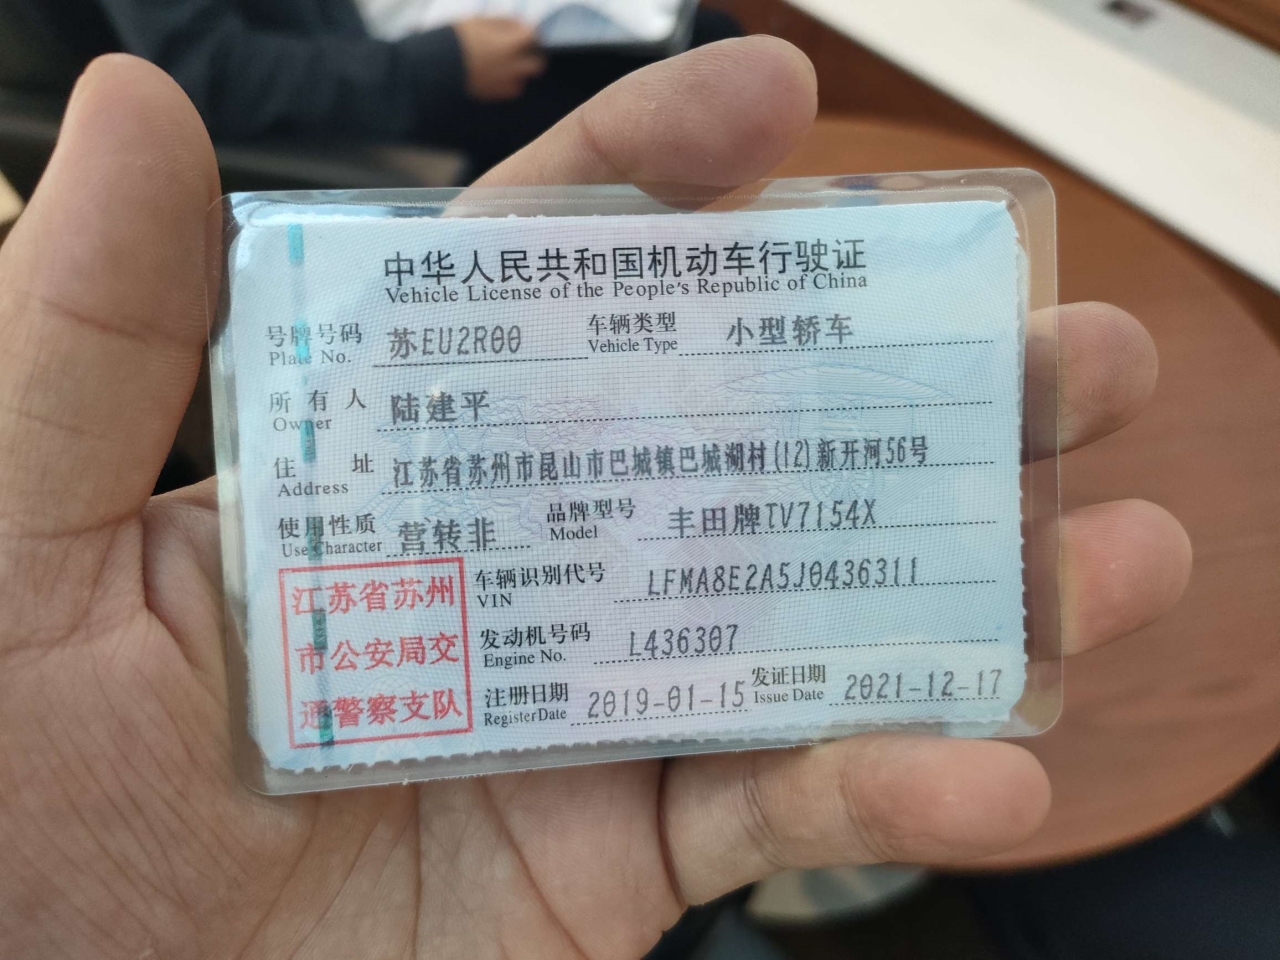 中华人民共和国机动车行驶证
Vehicle License of the People's Republic of China
号牌号码 苏EU2R00 车辆类型 小型轿车
Plate No. Vehicle Type
所有人 陆建平
Owner
住址 江苏省苏州市昆山市巴城镇巴城湖村(12)新开河56号
Address
使用性质 营转非 品牌型号 丰田牌TV7154X
Use Character Model
车辆识别代号 LFMA8E2A5J0436311
VIN
发动机号码 L436307
Engine No.
注册日期 2019-01-15 发证日期 2021-12-17
Register Date Issue Date
江苏省苏州
市公安局交
通警察支队